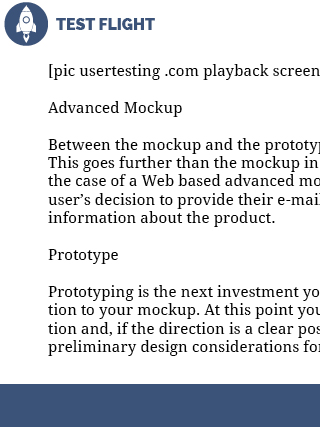 TEST FLIGHT
[pic usertesting .com playback screen
Advanced Mockup
Between the mockup and the prototyp
This goes further than the mockup in
the case of a Web based advanced mo
user’s decision to provide their e-mail
information about the product.
Prototype
Prototyping is the next investment yo
tion to your mockup. At this point you
tion and, if the direction is a clear pos
preliminary design considerations for